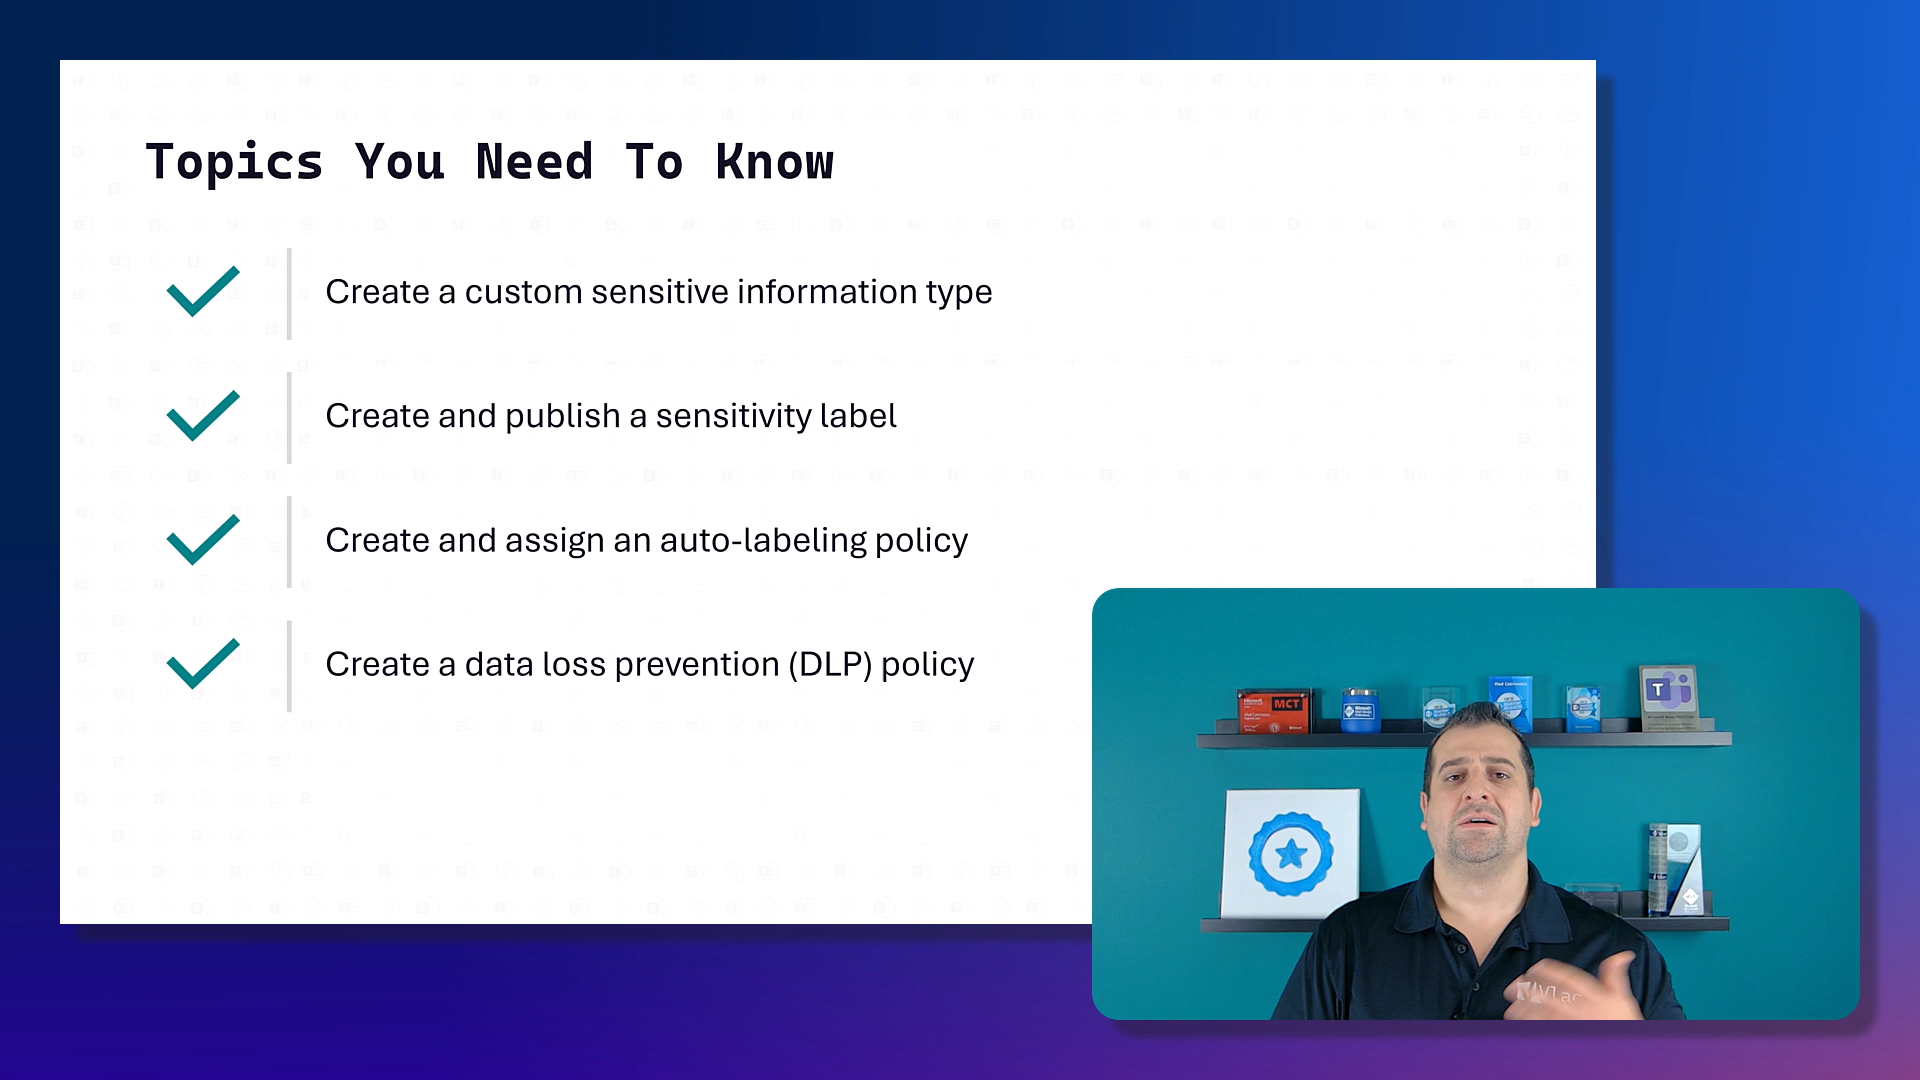 Topics You Need To Know
Create a custom sensitive information type
Create and publish a sensitivity label
Create and assign an auto-labeling policy
Create a data loss prevention (DLP) policy
MCT
T